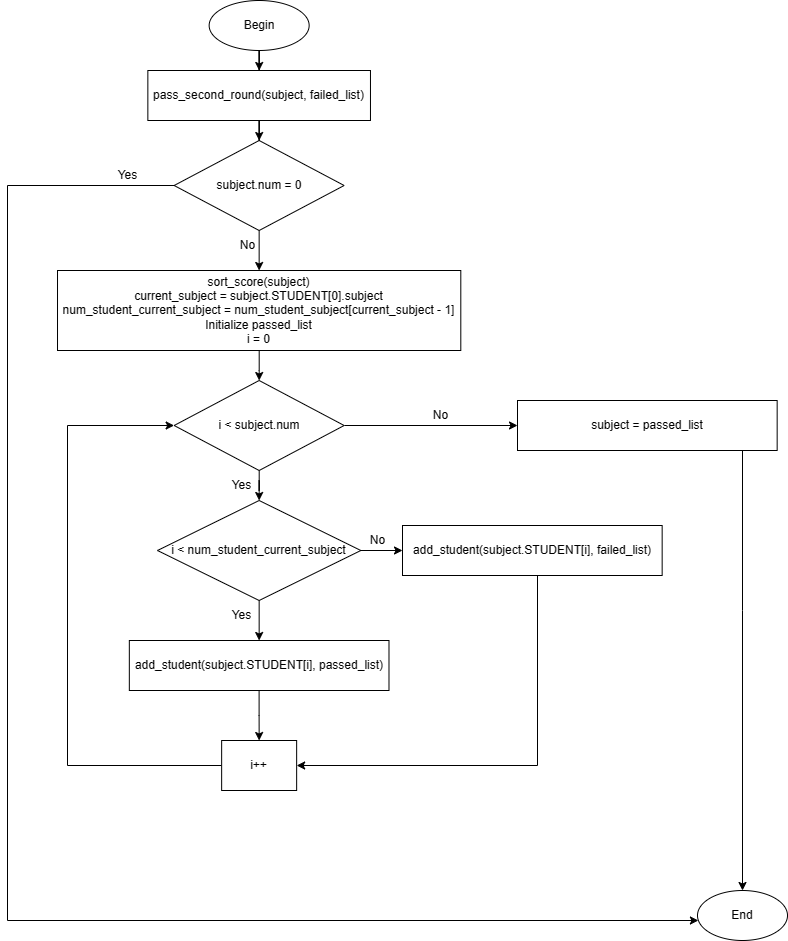 Begin
pass_second_round(subject, failed_list)
subject.num = 0
Yes
No
sort_score(subject)
current_subject = subject.STUDENT[0].subject
num_student_current_subject = num_student_subject[current_subject - 1]
Initialize passed_list
i = 0
i < subject.num
No
subject = passed_list
Yes
i < num_student_current_subject
No
add_student(subject.STUDENT[i], failed_list)
Yes
add_student(subject.STUDENT[i], passed_list)
i++
End